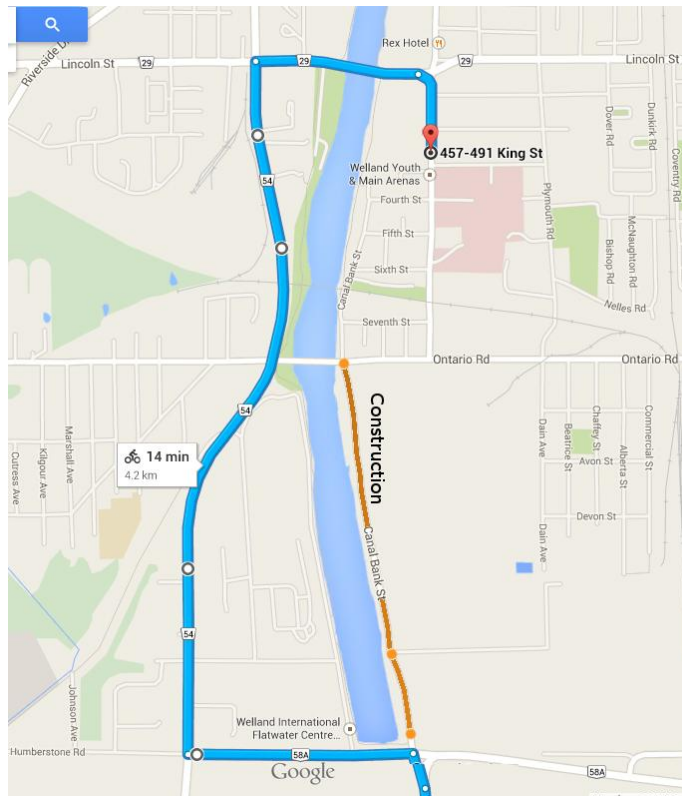 Rex Hotel
Riverside Dr
Lincoln St
29
29
29
Lincoln St
54
457-491 King St
Welland Youth
& Main Arenas
Fourth St
Fifth St
Sixth St
Seventh St
Canal Bank St
Dover Rd
Dunkirk Rd
Coventry Rd
Plymouth Rd
McNaughton Rd
Bishop Rd
Nelles Rd
Ontario Rd
Ontario Rd
54
Construction
14 min
4.2 km
Cutress Ave
Kilgour Ave
Marshall Ave
Dain Ave
Beatrice St
Chaffey St
Alberta St
Commercial St
Avon St
Devon St
Dain Ave
Canal Bank St
54
Johnson Ave
Welland International
Flatwater Centre...
Humberstone Rd
58A
58A
Google